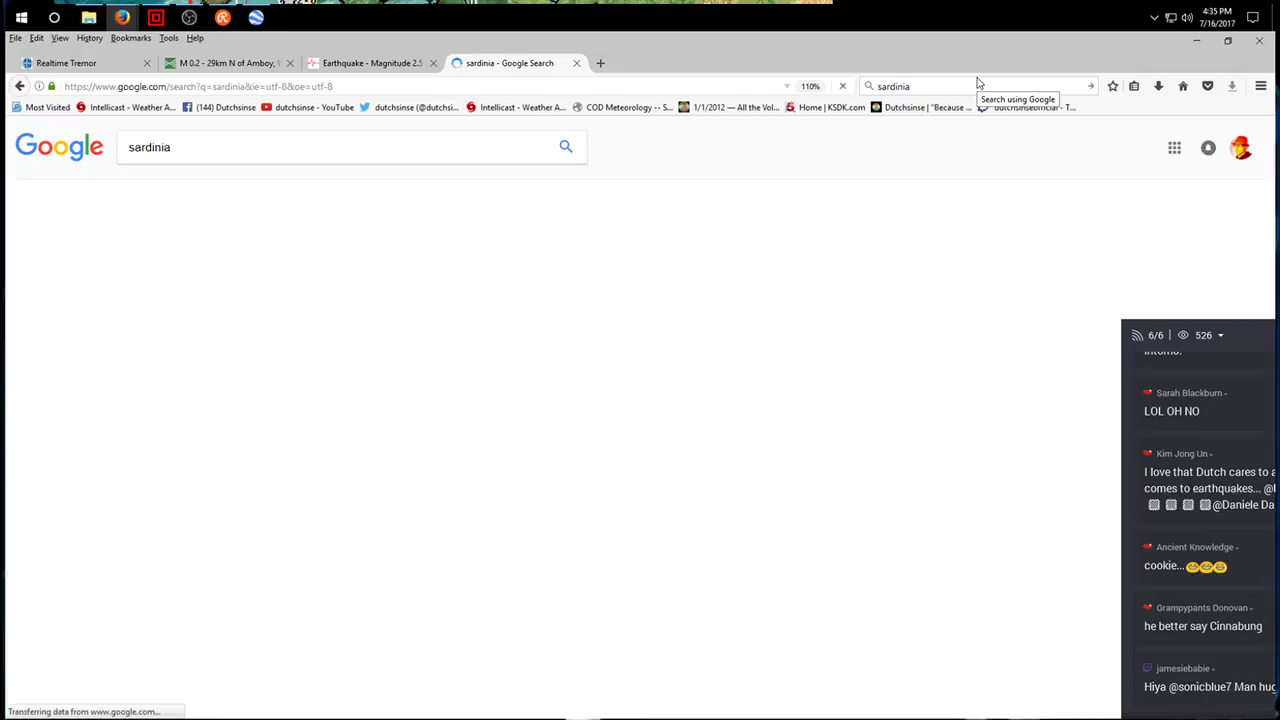 4:35 PM
7/16/2017
File Edit View History Bookmarks Tools Help
Realtime Tremor
M 0.2 - 29km N of Amboy,
Earthquake - Magnitude 2.5
sardinia - Google Search
https://www.google.com/search?q=sardinia&ie=utf-8&oe=utf-8
110%
sardinia
Search using Google
Most Visited
Intellicast - Weather A...
(144) Dutchsinse
dutchsinse - YouTube
dutchsinse (@dutchsi...
Intellicast - Weather A...
COD Meteorology -- S...
1/1/2012 — All the Vol...
Home | KSDK.com
Dutchsinse | "Because ...
dutchsinseofficial - T...
Google
sardinia
6/6 | 526
Sarah Blackburn -
LOL OH NO
Kim Jong Un -
I love that Dutch cares to a
comes to earthquakes... @
@Daniele Da
Ancient Knowledge -
cookie...😂😂😂
Grampypants Donovan -
he better say Cinnabung
jamesiebabie -
Hiya @sonicblue7 Man hug
Transferring data from www.google.com...